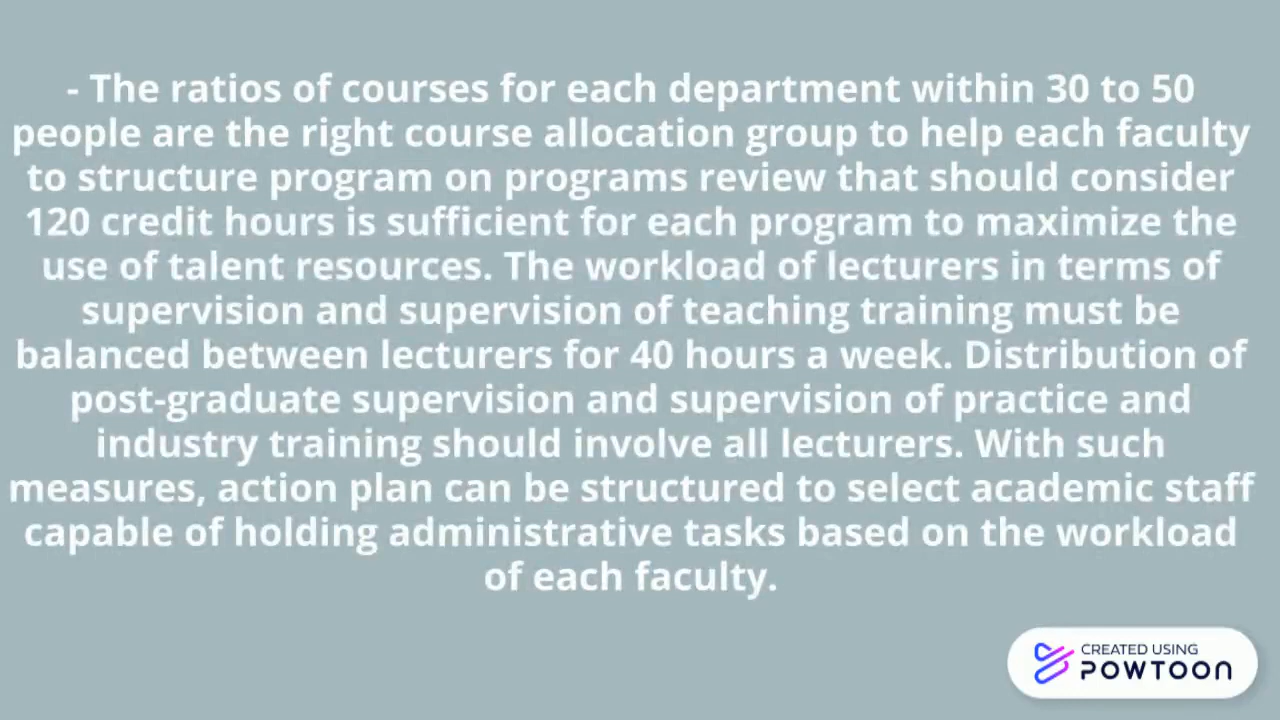 - The ratios of courses for each department within 30 to 50
people are the right course allocation group to help each faculty
to structure program on programs review that should consider
120 credit hours is sufficient for each program to maximize the
use of talent resources. The workload of lecturers in terms of
supervision and supervision of teaching training must be
balanced between lecturers for 40 hours a week. Distribution of
post-graduate supervision and supervision of practice and
industry training should involve all lecturers. With such
measures, action plan can be structured to select academic staff
capable of holding administrative tasks based on the workload
of each faculty.
CREATED USING
POWTOON